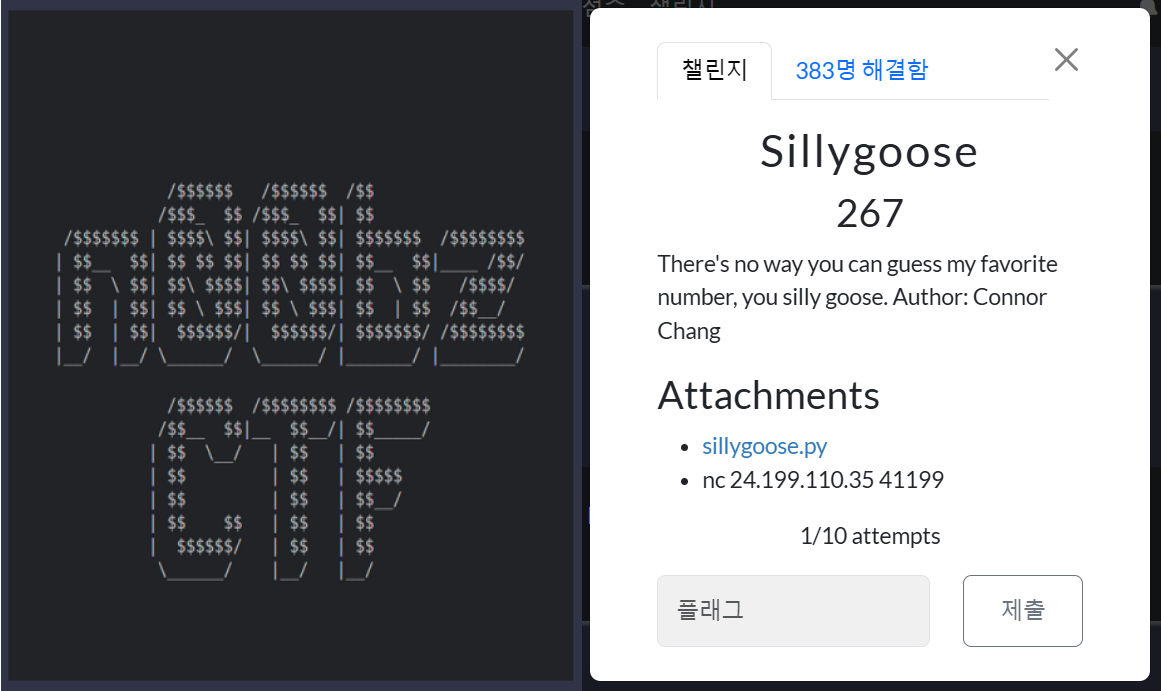 n00bz
CTF
챌린지
383명 해결함
Sillygoose
267
There's no way you can guess my favorite
number, you silly goose. Author: Connor
Chang
Attachments
sillygoose.py
nc 24.199.110.35 41199
1/10 attempts
플래그
제출